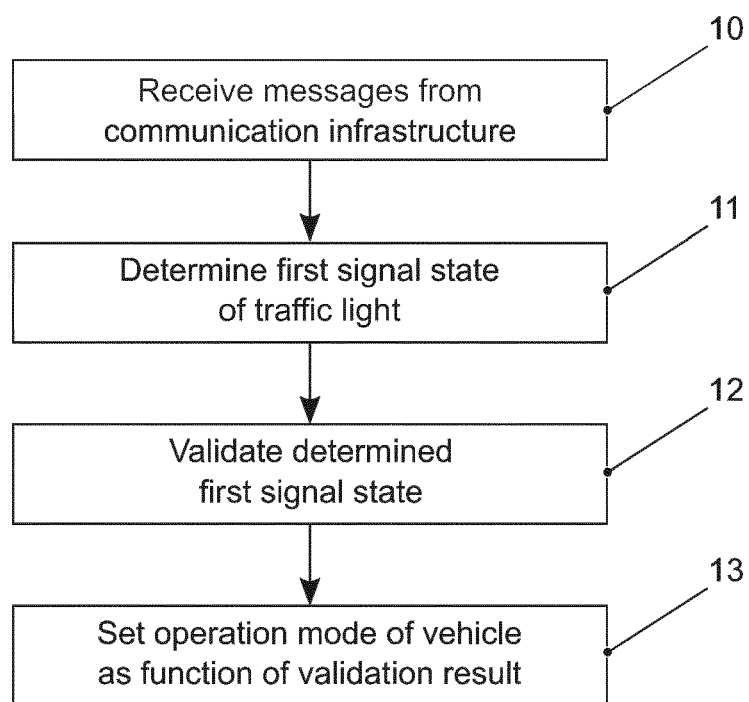 10
Receive messages from
communication infrastructure
11
Determine first signal state
of traffic light
12
Validate determined
first signal state
13
Set operation mode of vehicle
as function of validation result